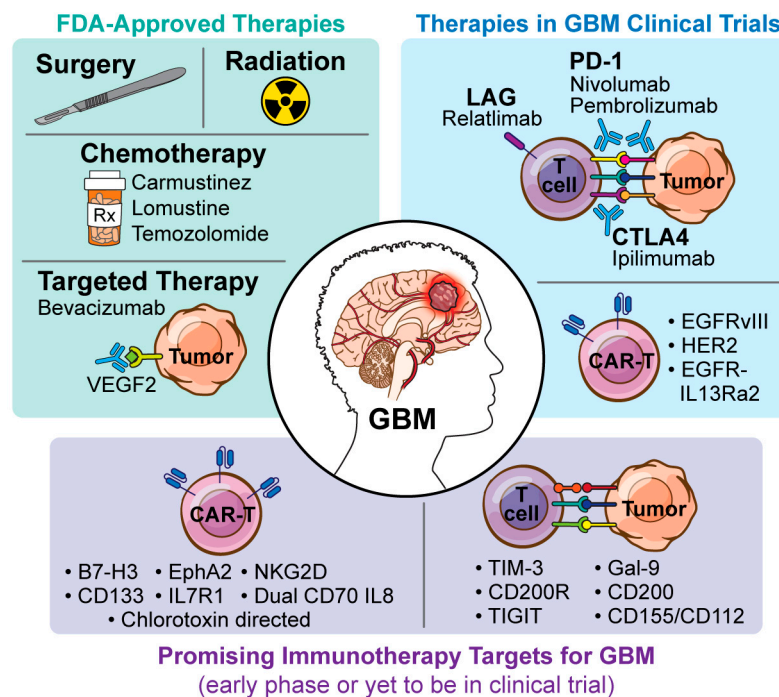 FDA-Approved Therapies
Surgery
Radiation
Chemotherapy
Rx
Carmustinez
Lomustine
Temozolomide
Targeted Therapy
Bevacizumab
Tumor
VEGF2
Therapies in GBM Clinical Trials
PD-1
Nivolumab
Pembrolizumab
LAG
Relatlimab
T
cell
Tumor
CTLA4
Ipilimumab
CAR-T
• EGFRvIII
• HER2
• EGFR-
IL13Ra2
GBM
CAR-T
• B7-H3 • EphA2 • NKG2D
• CD133 • IL7R1 • Dual CD70 IL8
• Chlorotoxin directed
T
cell
Tumor
• TIM-3 • Gal-9
• CD200R • CD200
• TIGIT • CD155/CD112
Promising Immunotherapy Targets for GBM
(early phase or yet to be in clinical trial)